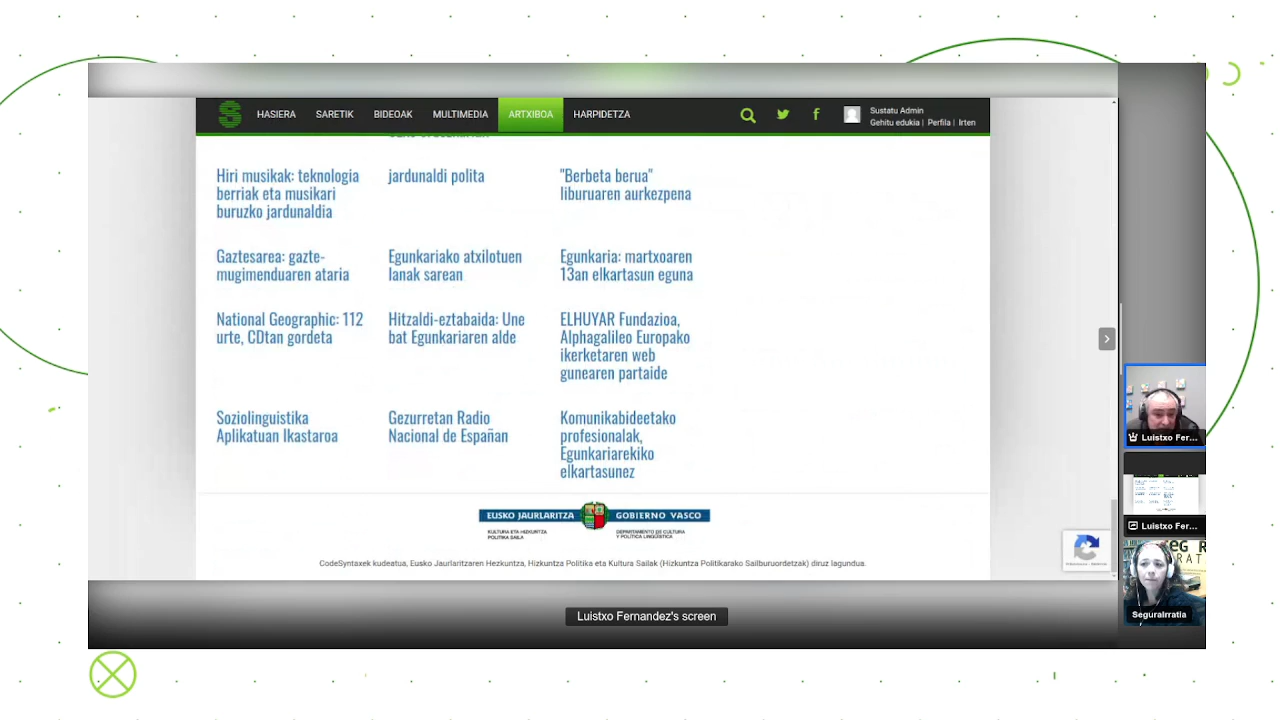 HASIERA SARETIK BIDEOAK MULTIMEDIA ARTXIBOA HARPIDETZA
Sustatu Admin
Gehitu edukia | Perfila | Irten
Hiri musikak: teknologia
berriak eta musikari
buruzko jardunaldia
jardunaldi polita
"Berbeta berua"
liburuaren aurkezpena
Gaztesarea: gazte-
mugimenduaren ataria
Egunkariako atxilotuen
lanak sarean
Egunkaria: martxoaren
13an elkartasun eguna
National Geographic: 112
urte, CDtan gordeta
Hitzaldi-eztabaida: Une
bat Egunkariaren alde
ELHUYAR Fundazioa,
Alphagalileo Europako
ikerketaren web
gunearen partaide
Soziolinguistika
Aplikatuan Ikastaroa
Gezurretan Radio
Nacional de Españan
Komunikabideetako
profesionalak,
Egunkariarekiko
elkartasunez
EUSKO JAURLARITZA GOBIERNO VASCO
KULTURA ETA HIZKUNTZA
POLITIKA SAILA
DEPARTAMENTO DE CULTURA
Y POLÍTICA LINGÜÍSTICA
CodeSyntaxek kudeatua, Eusko Jaurlaritzaren Hezkuntza, Hizkuntza Politika eta Kultura Sailak (Hizkuntza Politikarako Sailburuordetzak) diruz lagundua.
Luistxo Fernandez's screen
Luistxo Fer...
Luistxo Fer...
SeguraIrratia